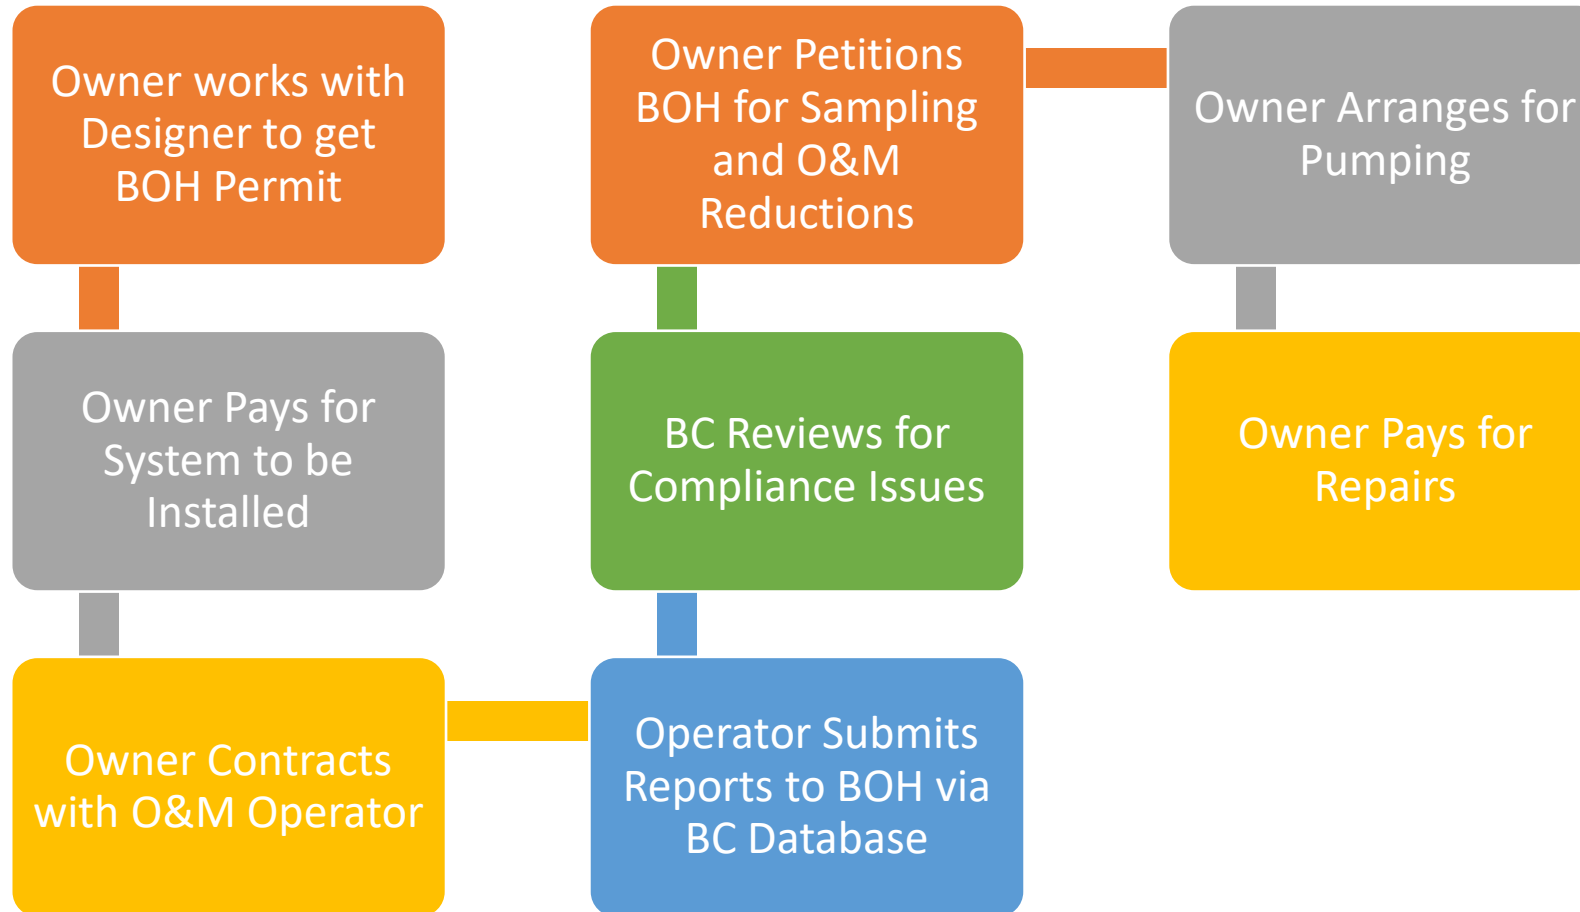 Owner works with
Designer to get
BOH Permit
Owner Pays for
System to be
Installed
Owner Contracts
with O&M Operator
Operator Submits
Reports to BOH via
BC Database
BC Reviews for
Compliance Issues
Owner Petitions
BOH for Sampling
and O&M
Reductions
Owner Arranges for
Pumping
Owner Pays for
Repairs